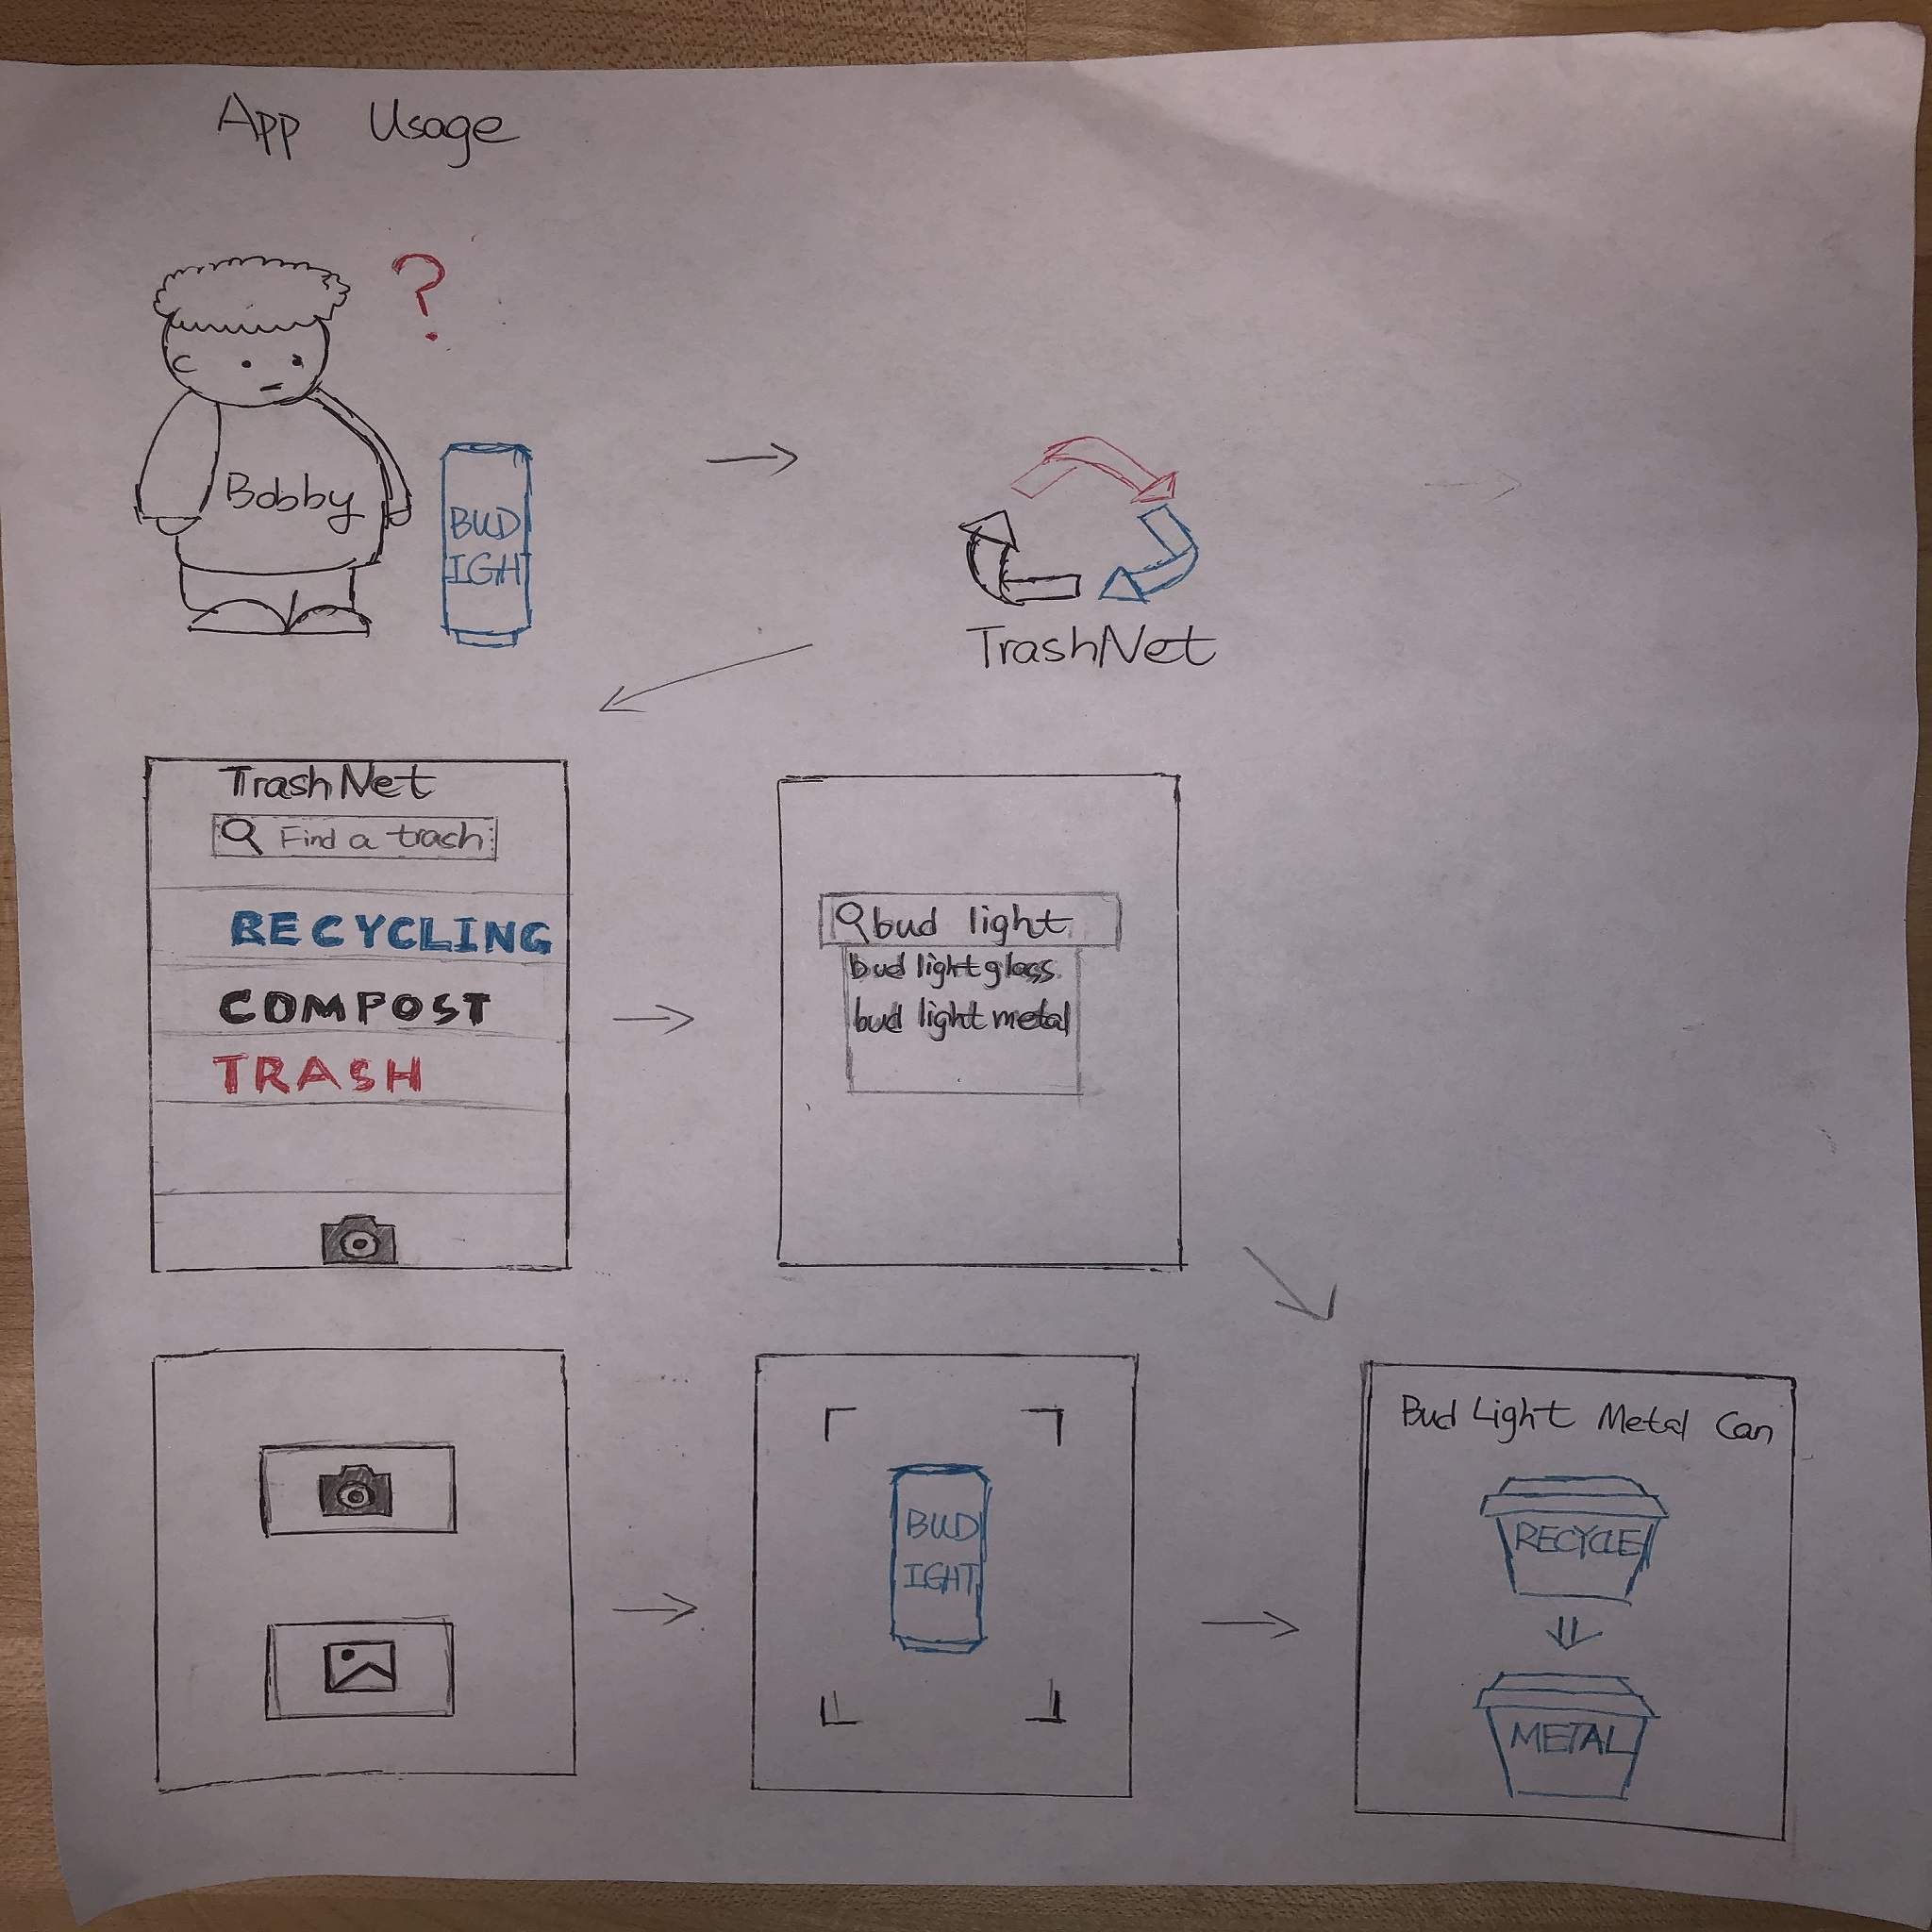 App Usage
?
Bobby
BUD
IGH
TrashNet
TrashNet
Find a trash
RECYCLING
COMPOST
TRASH
bud light
bud light glass
bud light metal
BUD
IGHT
Bud Light Metal Can
RECYCLE
METAL